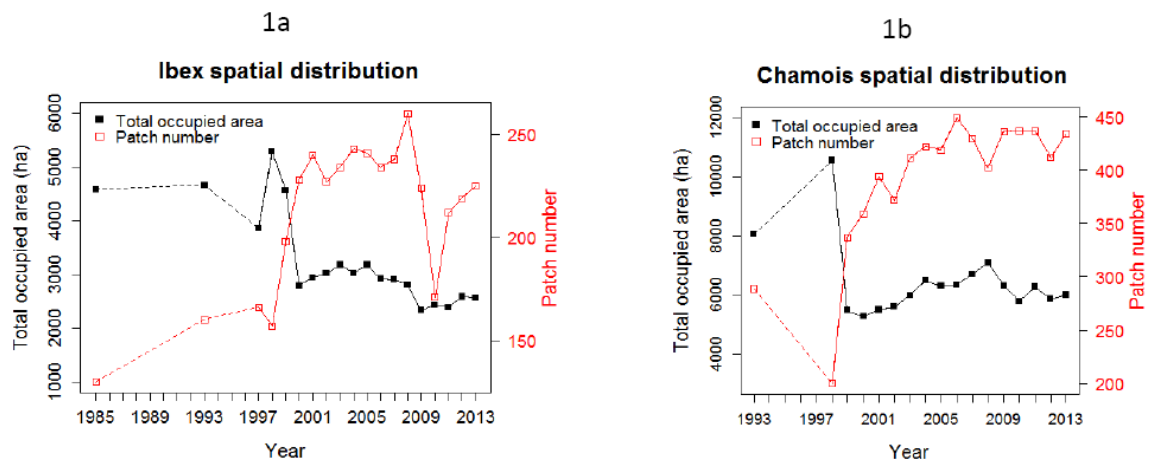 1a
Ibex spatial distribution
Total occupied area
Patch number
Total occupied area (ha)
1000 2000 3000 4000 5000 6000
Patch number
150 200 250
1985 1989 1993 1997 2001 2005 2009 2013
Year
1b
Chamois spatial distribution
Total occupied area
Patch number
Total occupied area (ha)
4000 6000 8000 10000 12000
Patch number
200 250 300 350 400 450
1993 1997 2001 2005 2009 2013
Year